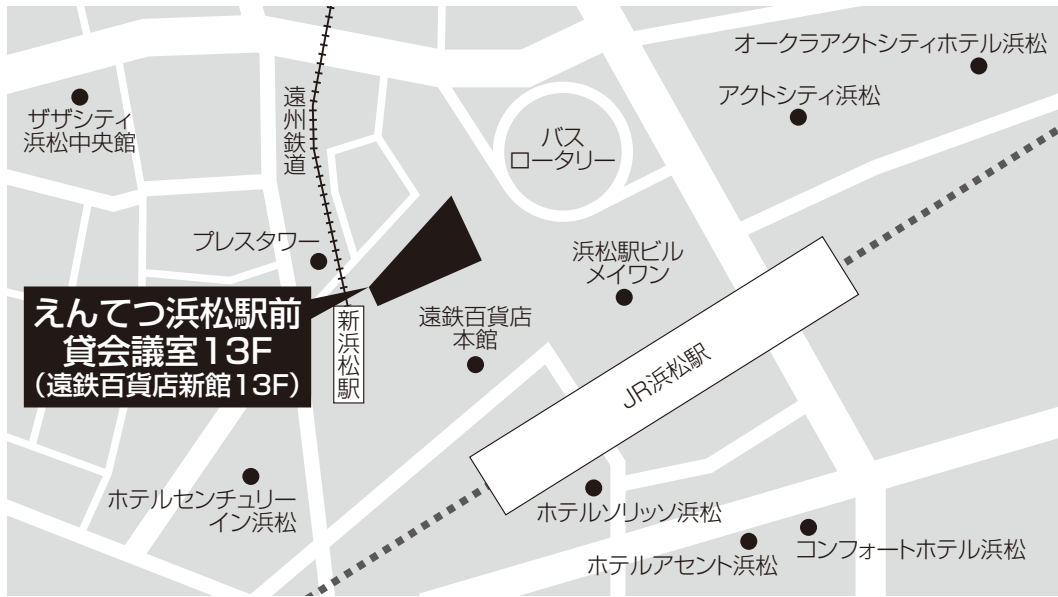 オークラアクトシティホテル浜松
アクトシティ浜松
ザザシティ
浜松中央館
遠州鉄道
バス
ロータリー
プレスタワー
浜松駅ビル
メイワン
えんてつ浜松駅前
貸会議室13F
(遠鉄百貨店新館13F)
新浜松駅
遠鉄百貨店
本館
JR浜松駅
ホテルセンチュリー
イン浜松
ホテルソリッソ浜松
ホテルアセント浜松
コンフォートホテル浜松